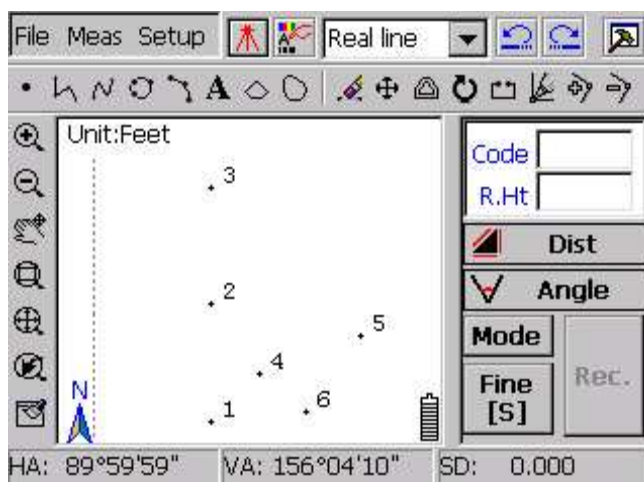 File Meas Setup Real line
A
Unit:Feet
Code
R.Ht
3
Dist
2
Angle
5
Mode
4
Rec.
N
1
6
Fine
[S]
HA: 89°59'59" VA: 156°04'10" SD: 0.000